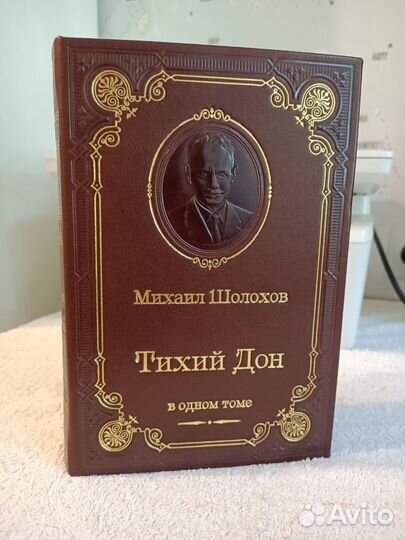 Михаил Шолохов
Тихий Дон
в одном томе
Avito